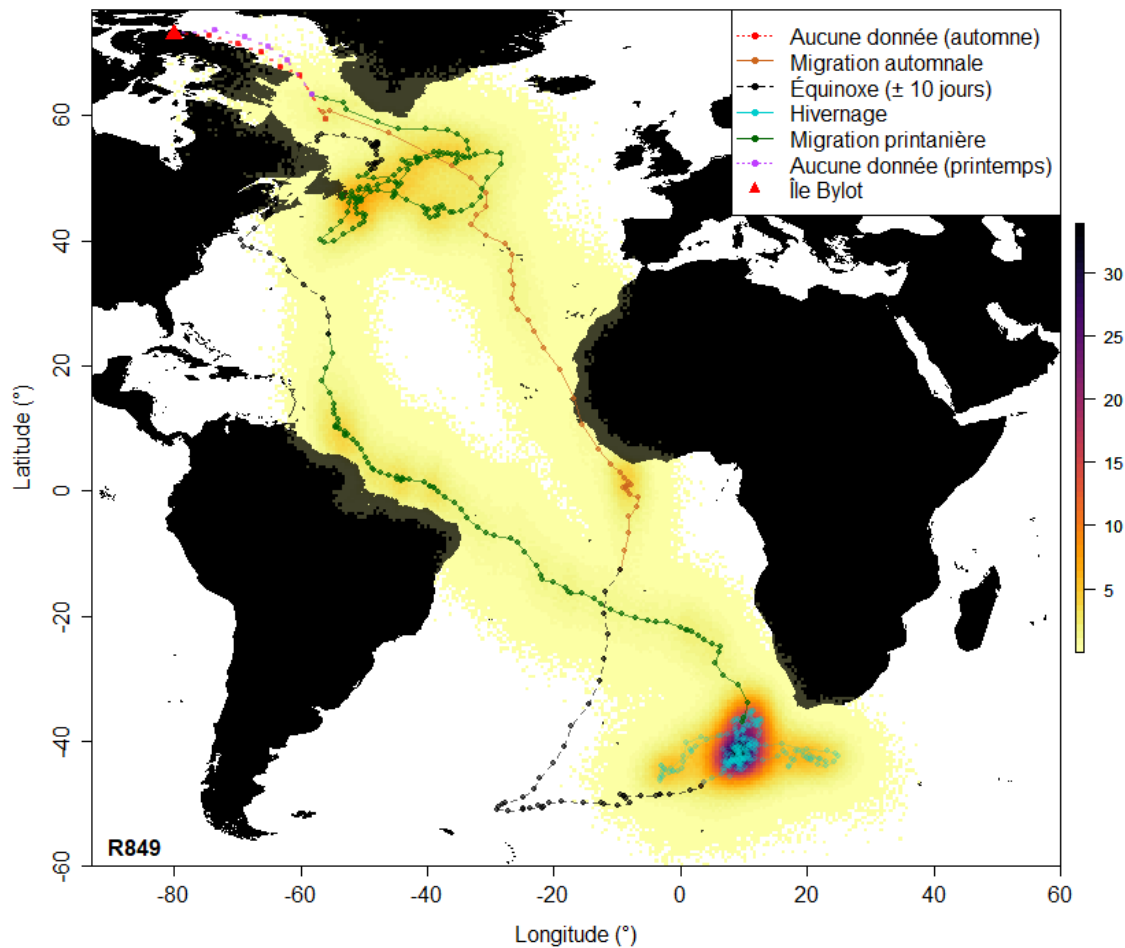 Aucune donnée (automne)
Migration automnale
Équinoxe (± 10 jours)
Hivernage
Migration printanière
Aucune donnée (printemps)
Île Bylot
60
40
20
0
-20
-40
-60
Latitude (°)
30
25
20
15
10
5
R849
-80
-60
-40
-20
0
20
40
60
Longitude (°)